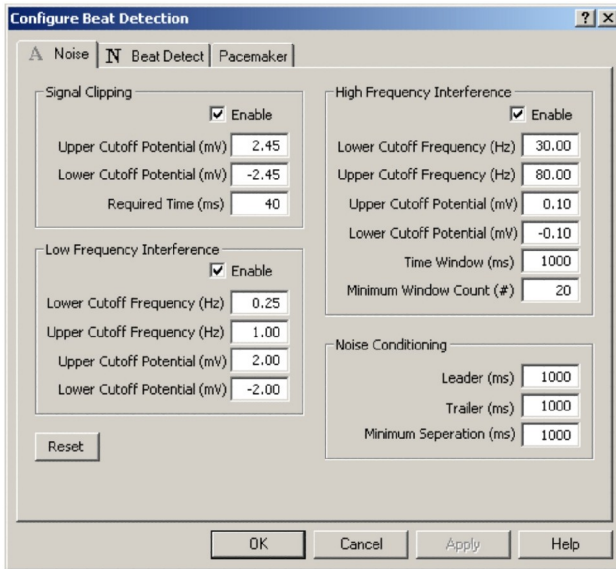 Configure Beat Detection
A Noise
N Beat Detect
Pacemaker
Signal Clipping
Enable
Upper Cutoff Potential (mV) 2.45
Lower Cutoff Potential (mV) -2.45
Required Time (ms) 40
Low Frequency Interference
Enable
Lower Cutoff Frequency (Hz) 0.25
Upper Cutoff Frequency (Hz) 1.00
Upper Cutoff Potential (mV) 2.00
Lower Cutoff Potential (mV) -2.00
Reset
High Frequency Interference
Enable
Lower Cutoff Frequency (Hz) 30.00
Upper Cutoff Frequency (Hz) 80.00
Upper Cutoff Potential (mV) 0.10
Lower Cutoff Potential (mV) -0.10
Time Window (ms) 1000
Minimum Window Count (#) 20
Noise Conditioning
Leader (ms) 1000
Trailer (ms) 1000
Minimum Seperation (ms) 1000
OK
Cancel
Apply
Help